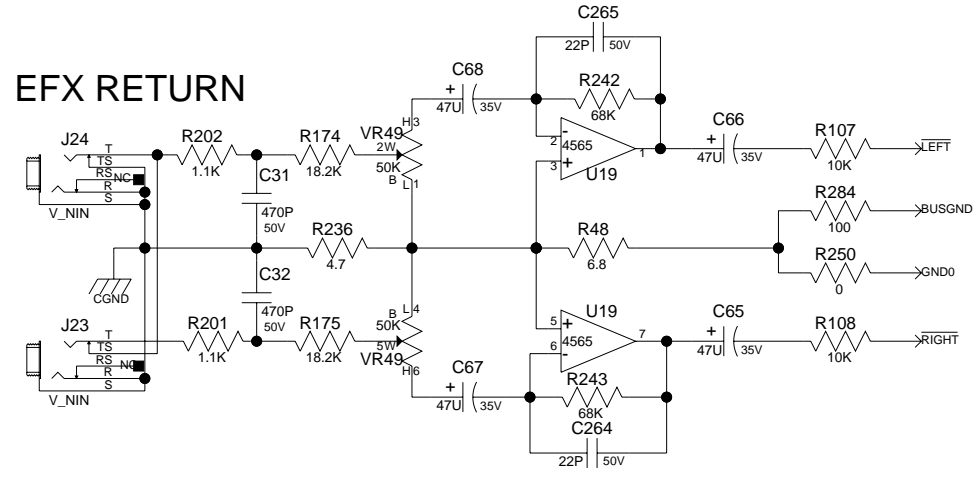 EFX RETURN
C265
22P 50V
R242
68K
C68
+
47U 35V
J24
T
TS
RS NC
R
S
V_NIN
R202
1.1K
R174
18.2K
VR49
2W
50K
B
H 3
L 1
C31
470P
50V
2 -
3 +
4565
1
U19
C66
+
47U 35V
R107
10K
LEFT
R284
100
BUSGND
R236
4.7
R48
6.8
R250
0
GND0
CGND
C32
470P
50V
J23
T
TS
RS NC
R
S
V_NIN
R201
1.1K
R175
18.2K
B
50K
5W
VR49
L 4
H 6
U19
5 +
6 -
4565
7
C65
+
47U 35V
R108
10K
RIGHT
C67
+
47U 35V
R243
68K
C264
22P 50V